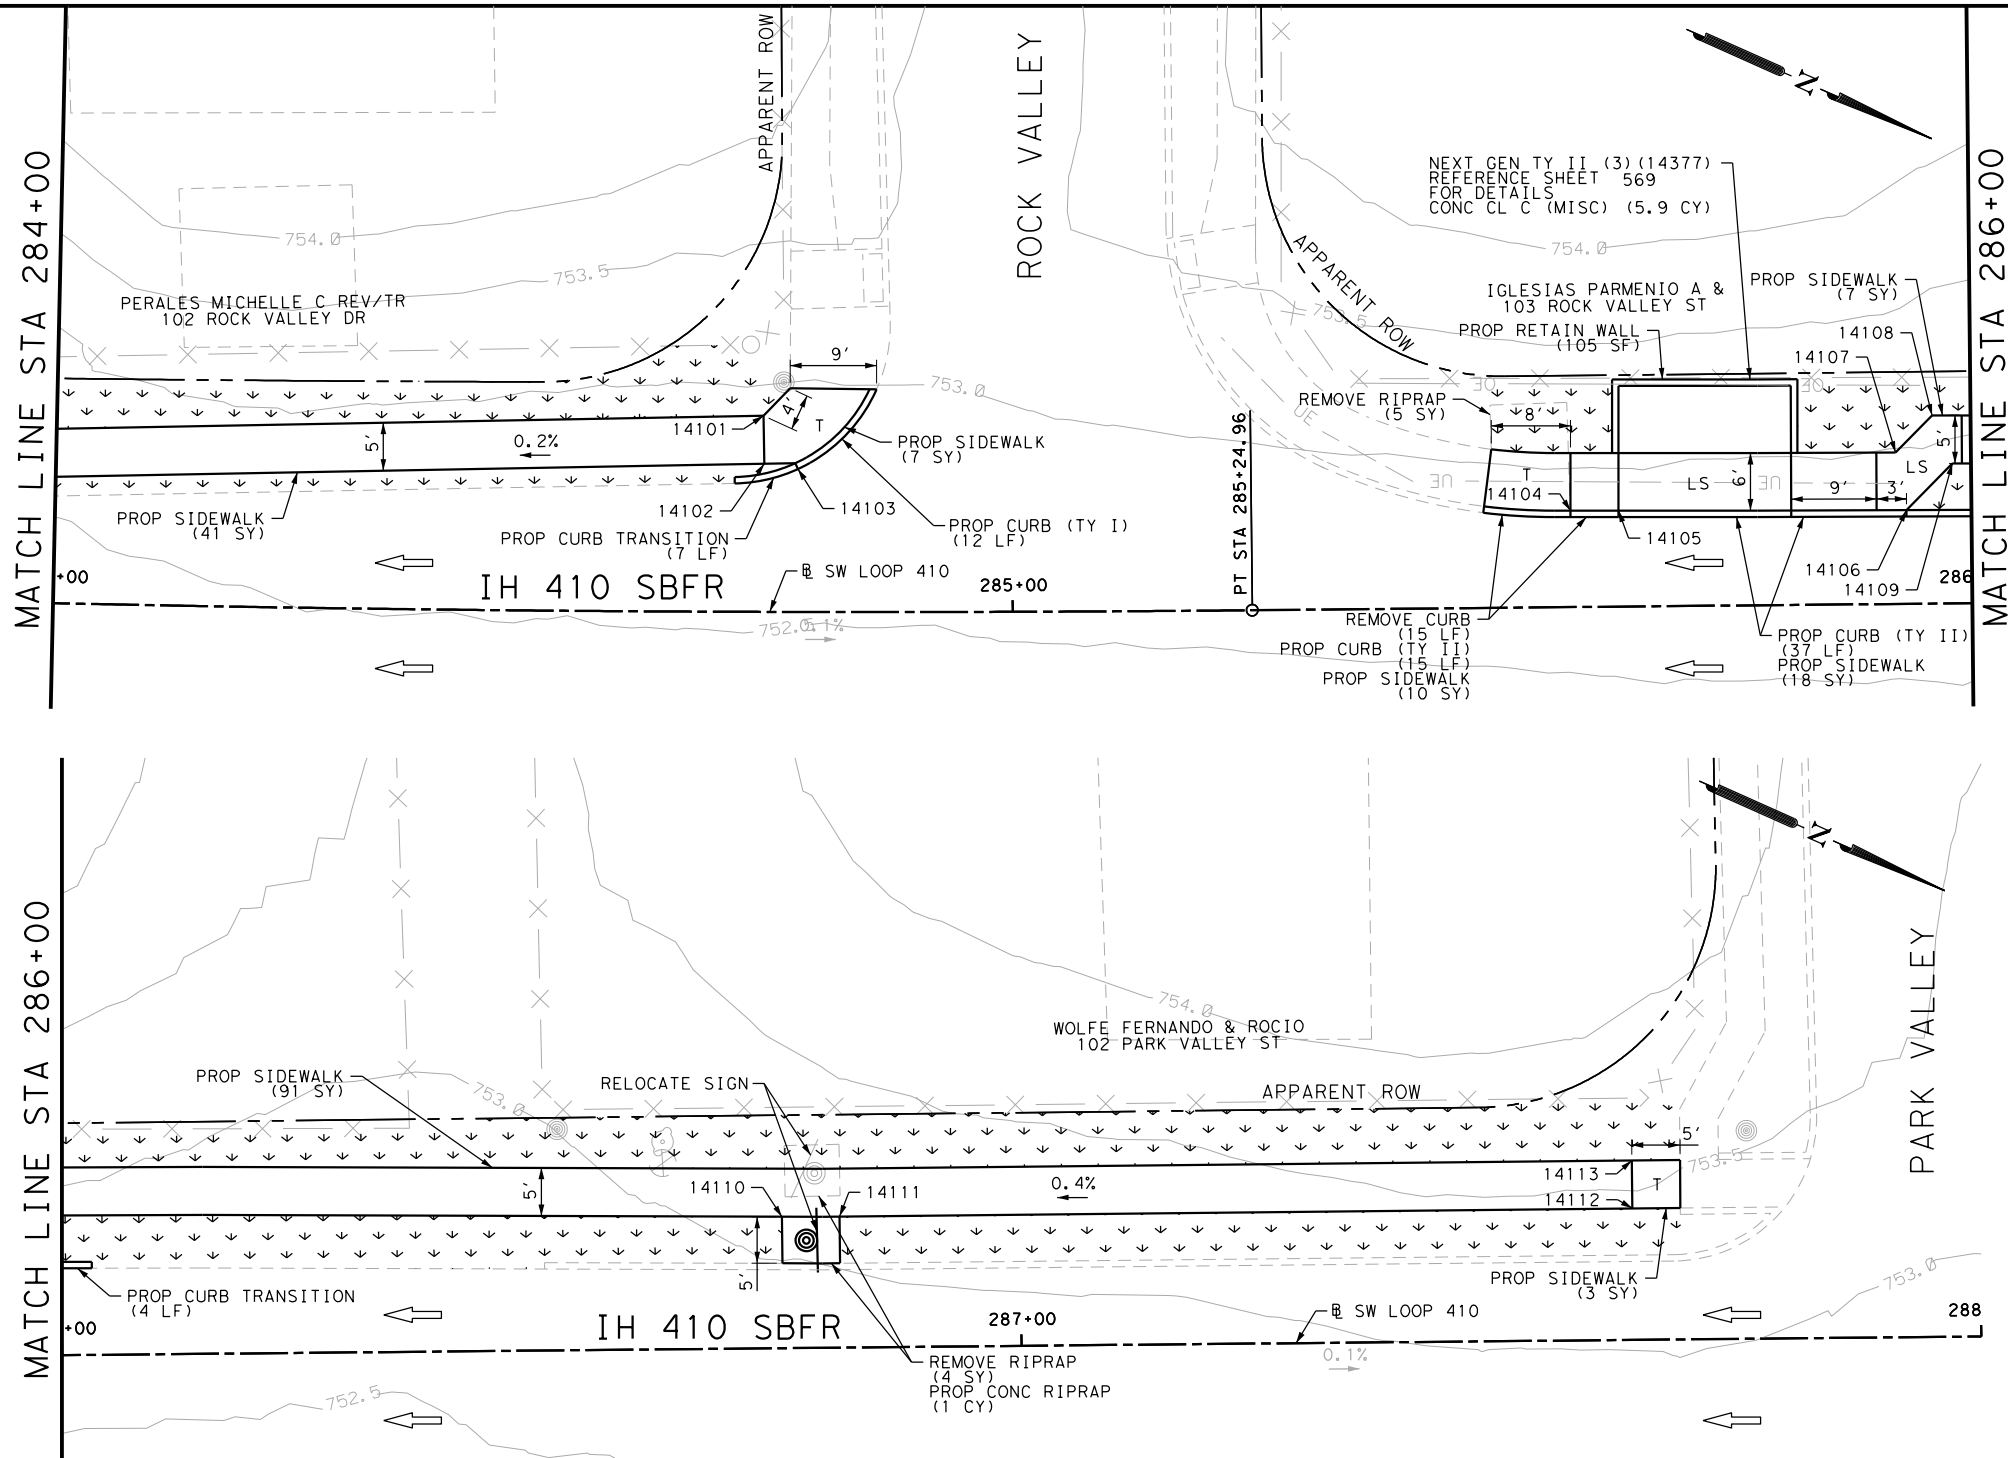 MATCH LINE STA 284+00
APPARENT ROW
ROCK VALLEY
N
MATCH LINE STA 286+00
754.0
753.5
PERALES MICHELLE C REV/TR
102 ROCK VALLEY DR
9'
4'
T
753.0
14101
5'
0.2%
PROP SIDEWALK
(7 SY)
14102
14103
PROP SIDEWALK
(41 SY)
PROP CURB TRANSITION
(7 LF)
PROP CURB (TY I)
(12 LF)
+00
IH 410 SBFR
BL SW LOOP 410
285+00
752.5
0.1%
PT STA 285+24.96
APPARENT ROW
NEXT GEN TY II (3)(14377)
REFERENCE SHEET 569
FOR DETAILS
CONC CL C (MISC) (5.9 CY)
754.0
753.5
IGLESIAS PARMENIO A &
103 ROCK VALLEY ST
PROP SIDEWALK
(7 SY)
PROP RETAIN WALL
(105 SF)
14108
14107
OE
OE
REMOVE RIPRAP
(5 SY)
8'
UE
UE
T
14104
LS
6'
UE
9'
3'
LS
5'
14105
14106
14109
286
REMOVE CURB
(15 LF)
PROP CURB (TY II)
(15 LF)
PROP SIDEWALK
(10 SY)
PROP CURB (TY II)
(37 LF)
PROP SIDEWALK
(18 SY)
MATCH LINE STA 286+00
N
PARK VALLEY
754.0
WOLFE FERNANDO & ROCIO
102 PARK VALLEY ST
PROP SIDEWALK
(91 SY)
753.0
RELOCATE SIGN
APPARENT ROW
5'
753.5
5'
14110
14111
0.4%
14113
14112
T
5'
PROP SIDEWALK
(3 SY)
753.0
PROP CURB TRANSITION
(4 LF)
+00
IH 410 SBFR
287+00
BL SW LOOP 410
288
0.1%
REMOVE RIPRAP
(4 SY)
PROP CONC RIPRAP
(1 CY)
752.5